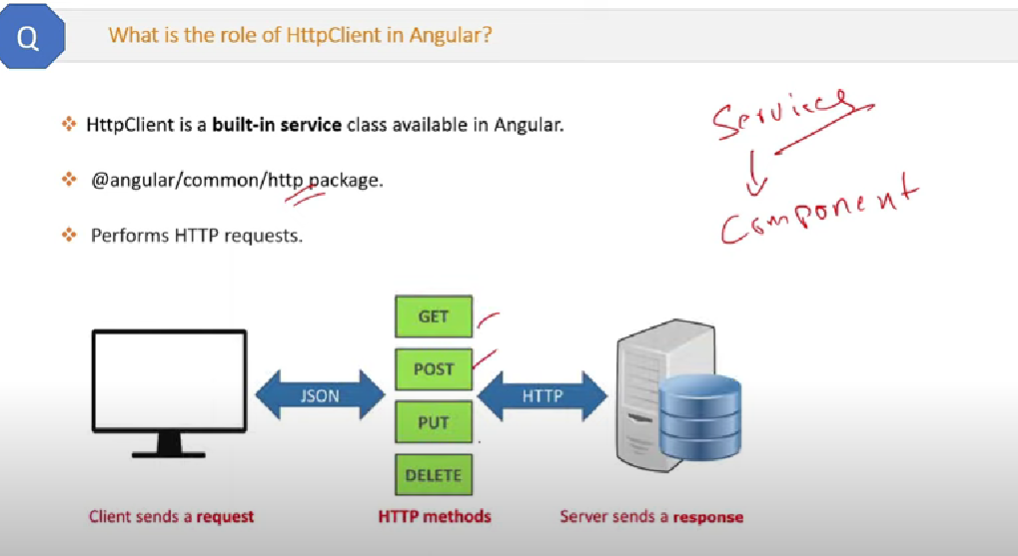 Q
What is the role of HttpClient in Angular?
HttpClient is a built-in service class available in Angular.
@angular/common/http package.
Performs HTTP requests.
Services
Component
GET
POST
PUT
DELETE
JSON
HTTP
Client sends a request
HTTP methods
Server sends a response